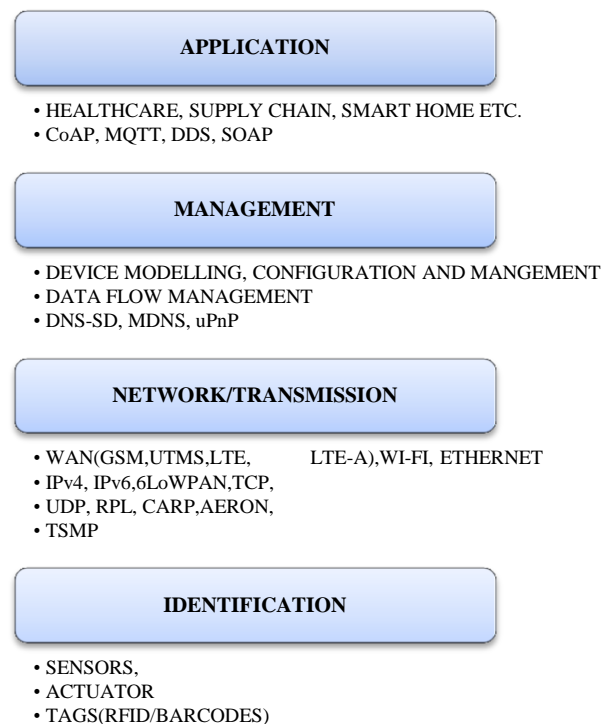 APPLICATION
• HEALTHCARE, SUPPLY CHAIN, SMART HOME ETC.
• CoAP, MQTT, DDS, SOAP
MANAGEMENT
• DEVICE MODELLING, CONFIGURATION AND MANGEMENT
• DATA FLOW MANAGEMENT
• DNS-SD, MDNS, uPnP
NETWORK/TRANSMISSION
• WAN(GSM,UTMS,LTE, LTE-A),WI-FI, ETHERNET
• IPv4, IPv6,6LoWPAN,TCP,
• UDP, RPL, CARP,AERON,
• TSMP
IDENTIFICATION
• SENSORS,
• ACTUATOR
• TAGS(RFID/BARCODES)